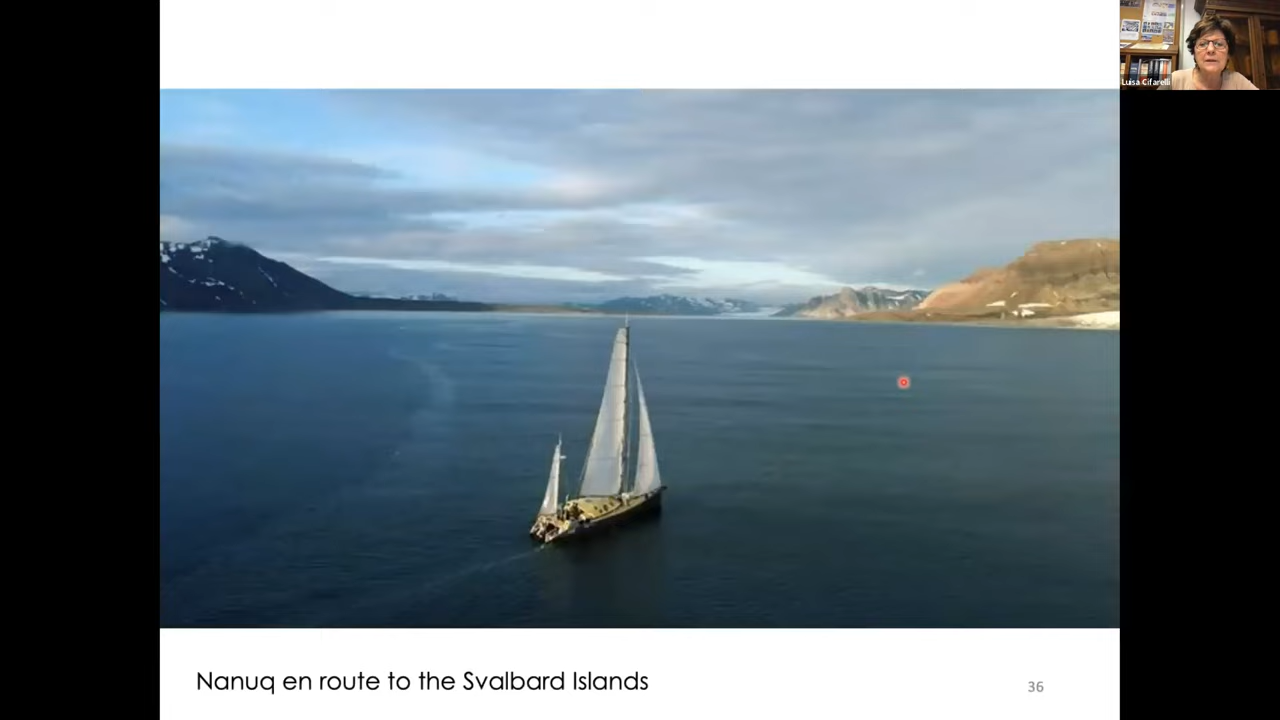 Luisa Cifarelli
Nanuq en route to the Svalbard Islands
36